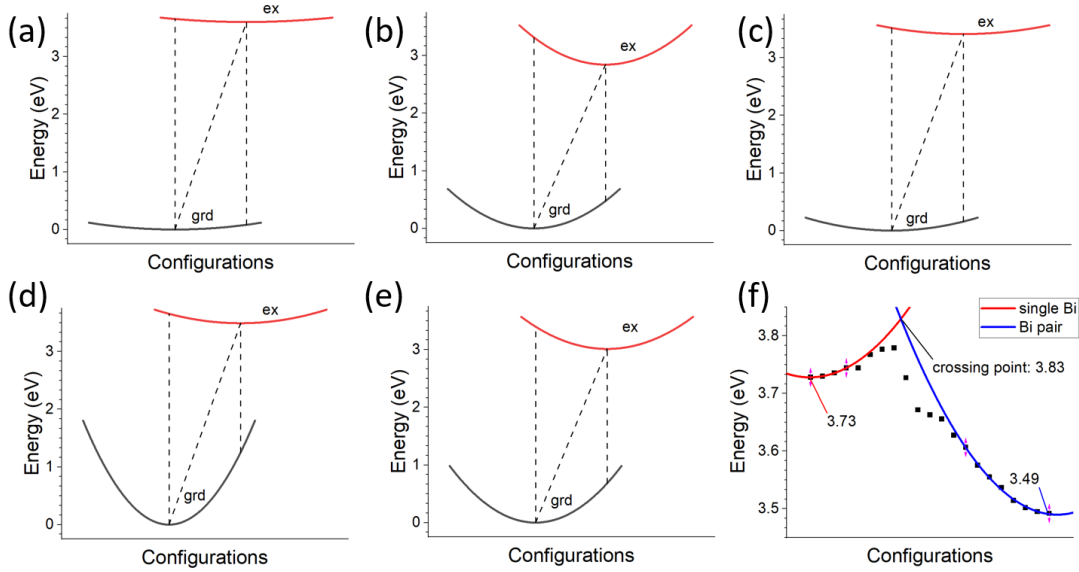 (a)
Energy (eV)
3
2
1
0
ex
grd
Configurations
(b)
Energy (eV)
3
2
1
0
ex
grd
Configurations
(c)
Energy (eV)
3
2
1
0
ex
grd
Configurations
(d)
Energy (eV)
3
2
1
0
ex
grd
Configurations
(e)
Energy (eV)
3
2
1
0
ex
grd
Configurations
(f)
Energy (eV)
3.8
3.7
3.6
3.5
single Bi
Bi pair
crossing point: 3.83
3.73
3.49
Configurations